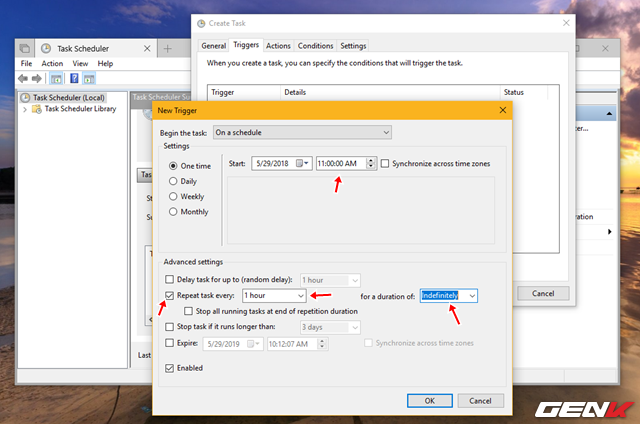 Create Task
Task Scheduler
File Action View Help
Task Scheduler (Local)
Task Scheduler Library
General Triggers Actions Conditions Settings
When you create a task, you can specify the conditions that will trigger the task.
Trigger Details Status
New Trigger
Begin the task: On a schedule
Settings
One time
Daily
Weekly
Monthly
Start: 5/29/2018 11:00:00 AM Synchronize across time zones
Advanced settings
Delay task for up to (random delay): 1 hour
Repeat task every: 1 hour for a duration of: Indefinitely
Stop all running tasks at end of repetition duration
Stop task if it runs longer than: 3 days
Expire: 5/29/2019 10:12:07 AM Synchronize across time zones
Enabled
OK Cancel
Cancel
Last
GENK